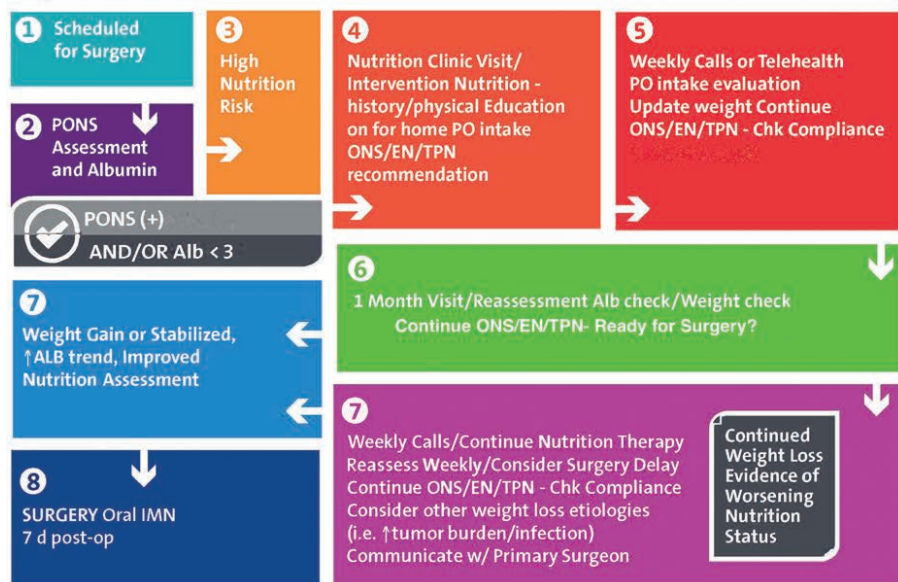 1 Scheduled
for Surgery
2 PONS
Assessment
and Albumin
PONS (+)
AND/OR Alb < 3
3
High
Nutrition
Risk
4
Nutrition Clinic Visit/
Intervention Nutrition -
history/physical Education
on for home PO intake
ONS/EN/TPN
recommendation
5
Weekly Calls or Telehealth
PO intake evaluation
Update weight Continue
ONS/EN/TPN - Chk Compliance
6
1 Month Visit/Reassessment Alb check/Weight check
Continue ONS/EN/TPN- Ready for Surgery?
7
Weight Gain or Stabilized,
↑ALB trend, Improved
Nutrition Assessment
7
Weekly Calls/Continue Nutrition Therapy
Reassess Weekly/Consider Surgery Delay
Continue ONS/EN/TPN - Chk Compliance
Consider other weight loss etiologies
(i.e. ↑tumor burden/infection)
Communicate w/ Primary Surgeon
Continued
Weight Loss
Evidence of
Worsening
Nutrition
Status
8
SURGERY Oral IMN
7 d post-op